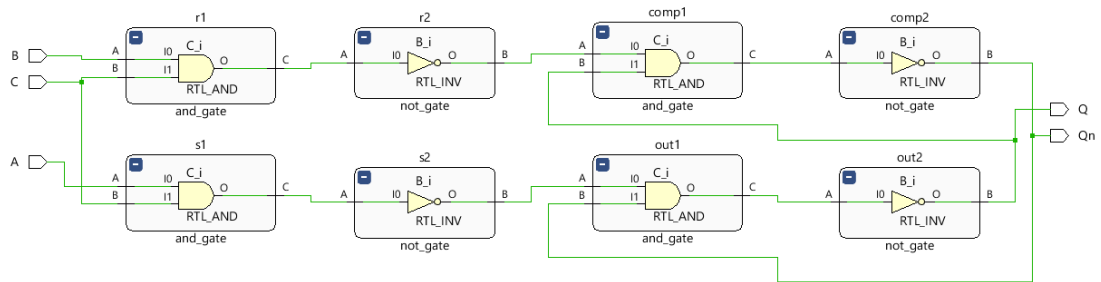 r1 r2 comp1 comp2
B A I0 C_i O C A I0 B_i O B A I0 C_i O C A I0 B_i O B
C B I1 RTL_AND RTL_INV B I1 RTL_AND RTL_INV
and_gate not_gate and_gate not_gate
Q
Qn
s1 s2 out1 out2
A A I0 C_i O C A I0 B_i O B A I0 C_i O C A I0 B_i O B
B I1 RTL_AND RTL_INV B I1 RTL_AND RTL_INV
and_gate not_gate and_gate not_gate